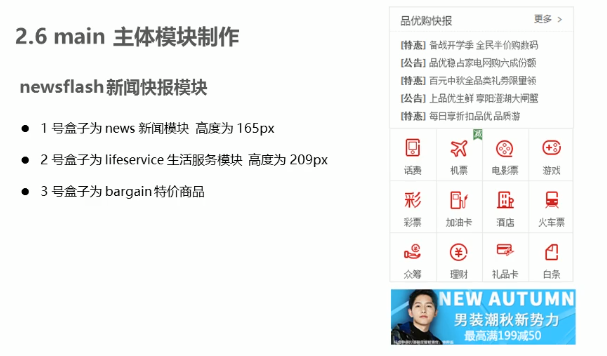 2.6 main 主体模块制作
newsflash 新闻快报模块
● 1 号盒子为 news 新闻模块 高度为 165px
● 2 号盒子为 lifeservice 生活服务模块 高度为 209px
● 3 号盒子为 bargain 特价商品
品优购快报 更多 >
[特惠] 备战开学季 全民半价购数码
[公告] 品优稳占家电网购六成份额
[特惠] 百元中秋全品类礼券限量领
[公告] 上品优生鲜 享阳澄湖大闸蟹
[特惠] 每日享折扣品优品质游
减
话费 机票 电影票 游戏
彩
彩票 加油卡 酒店 火车票
众筹 理财 礼品卡 白条
NEW AUTUMN
男装潮秋新势力
最高满199减50